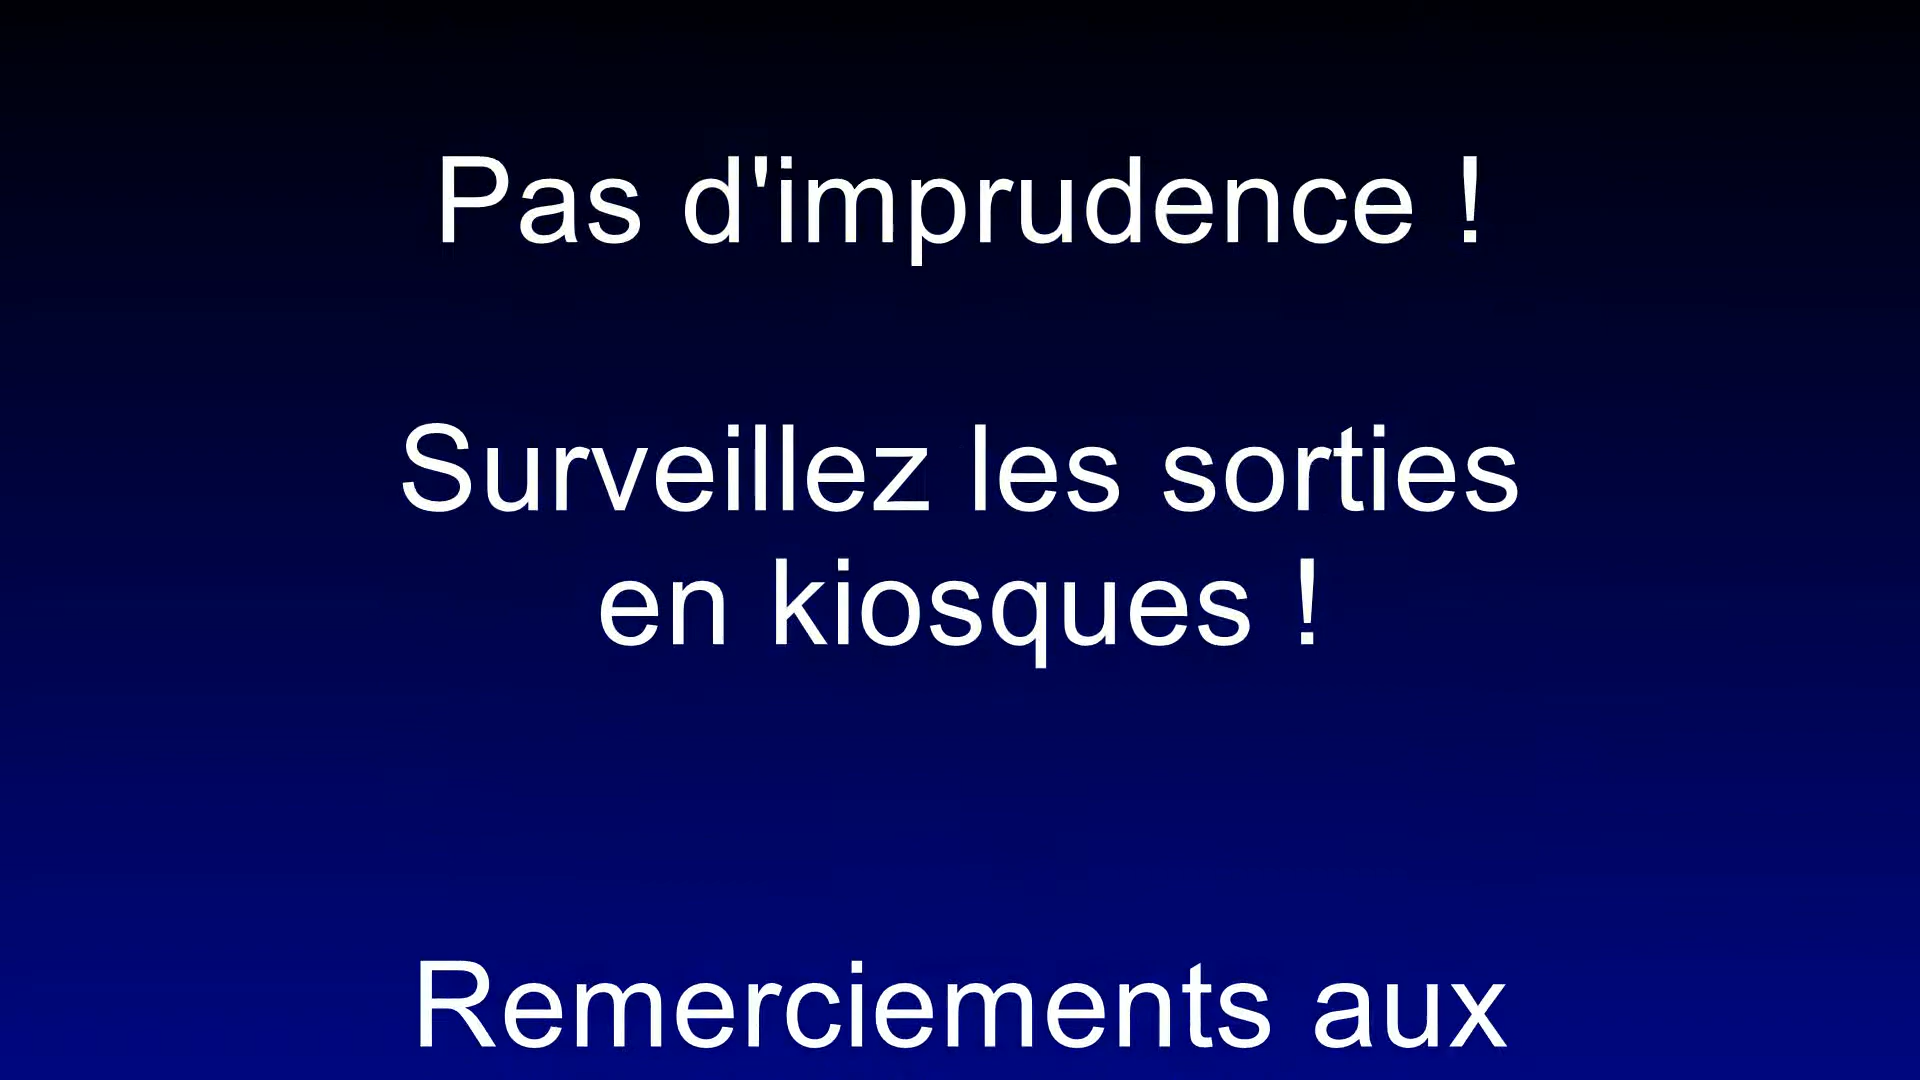 Pas d'imprudence !
Surveillez les sorties
en kiosques !
Remerciements aux